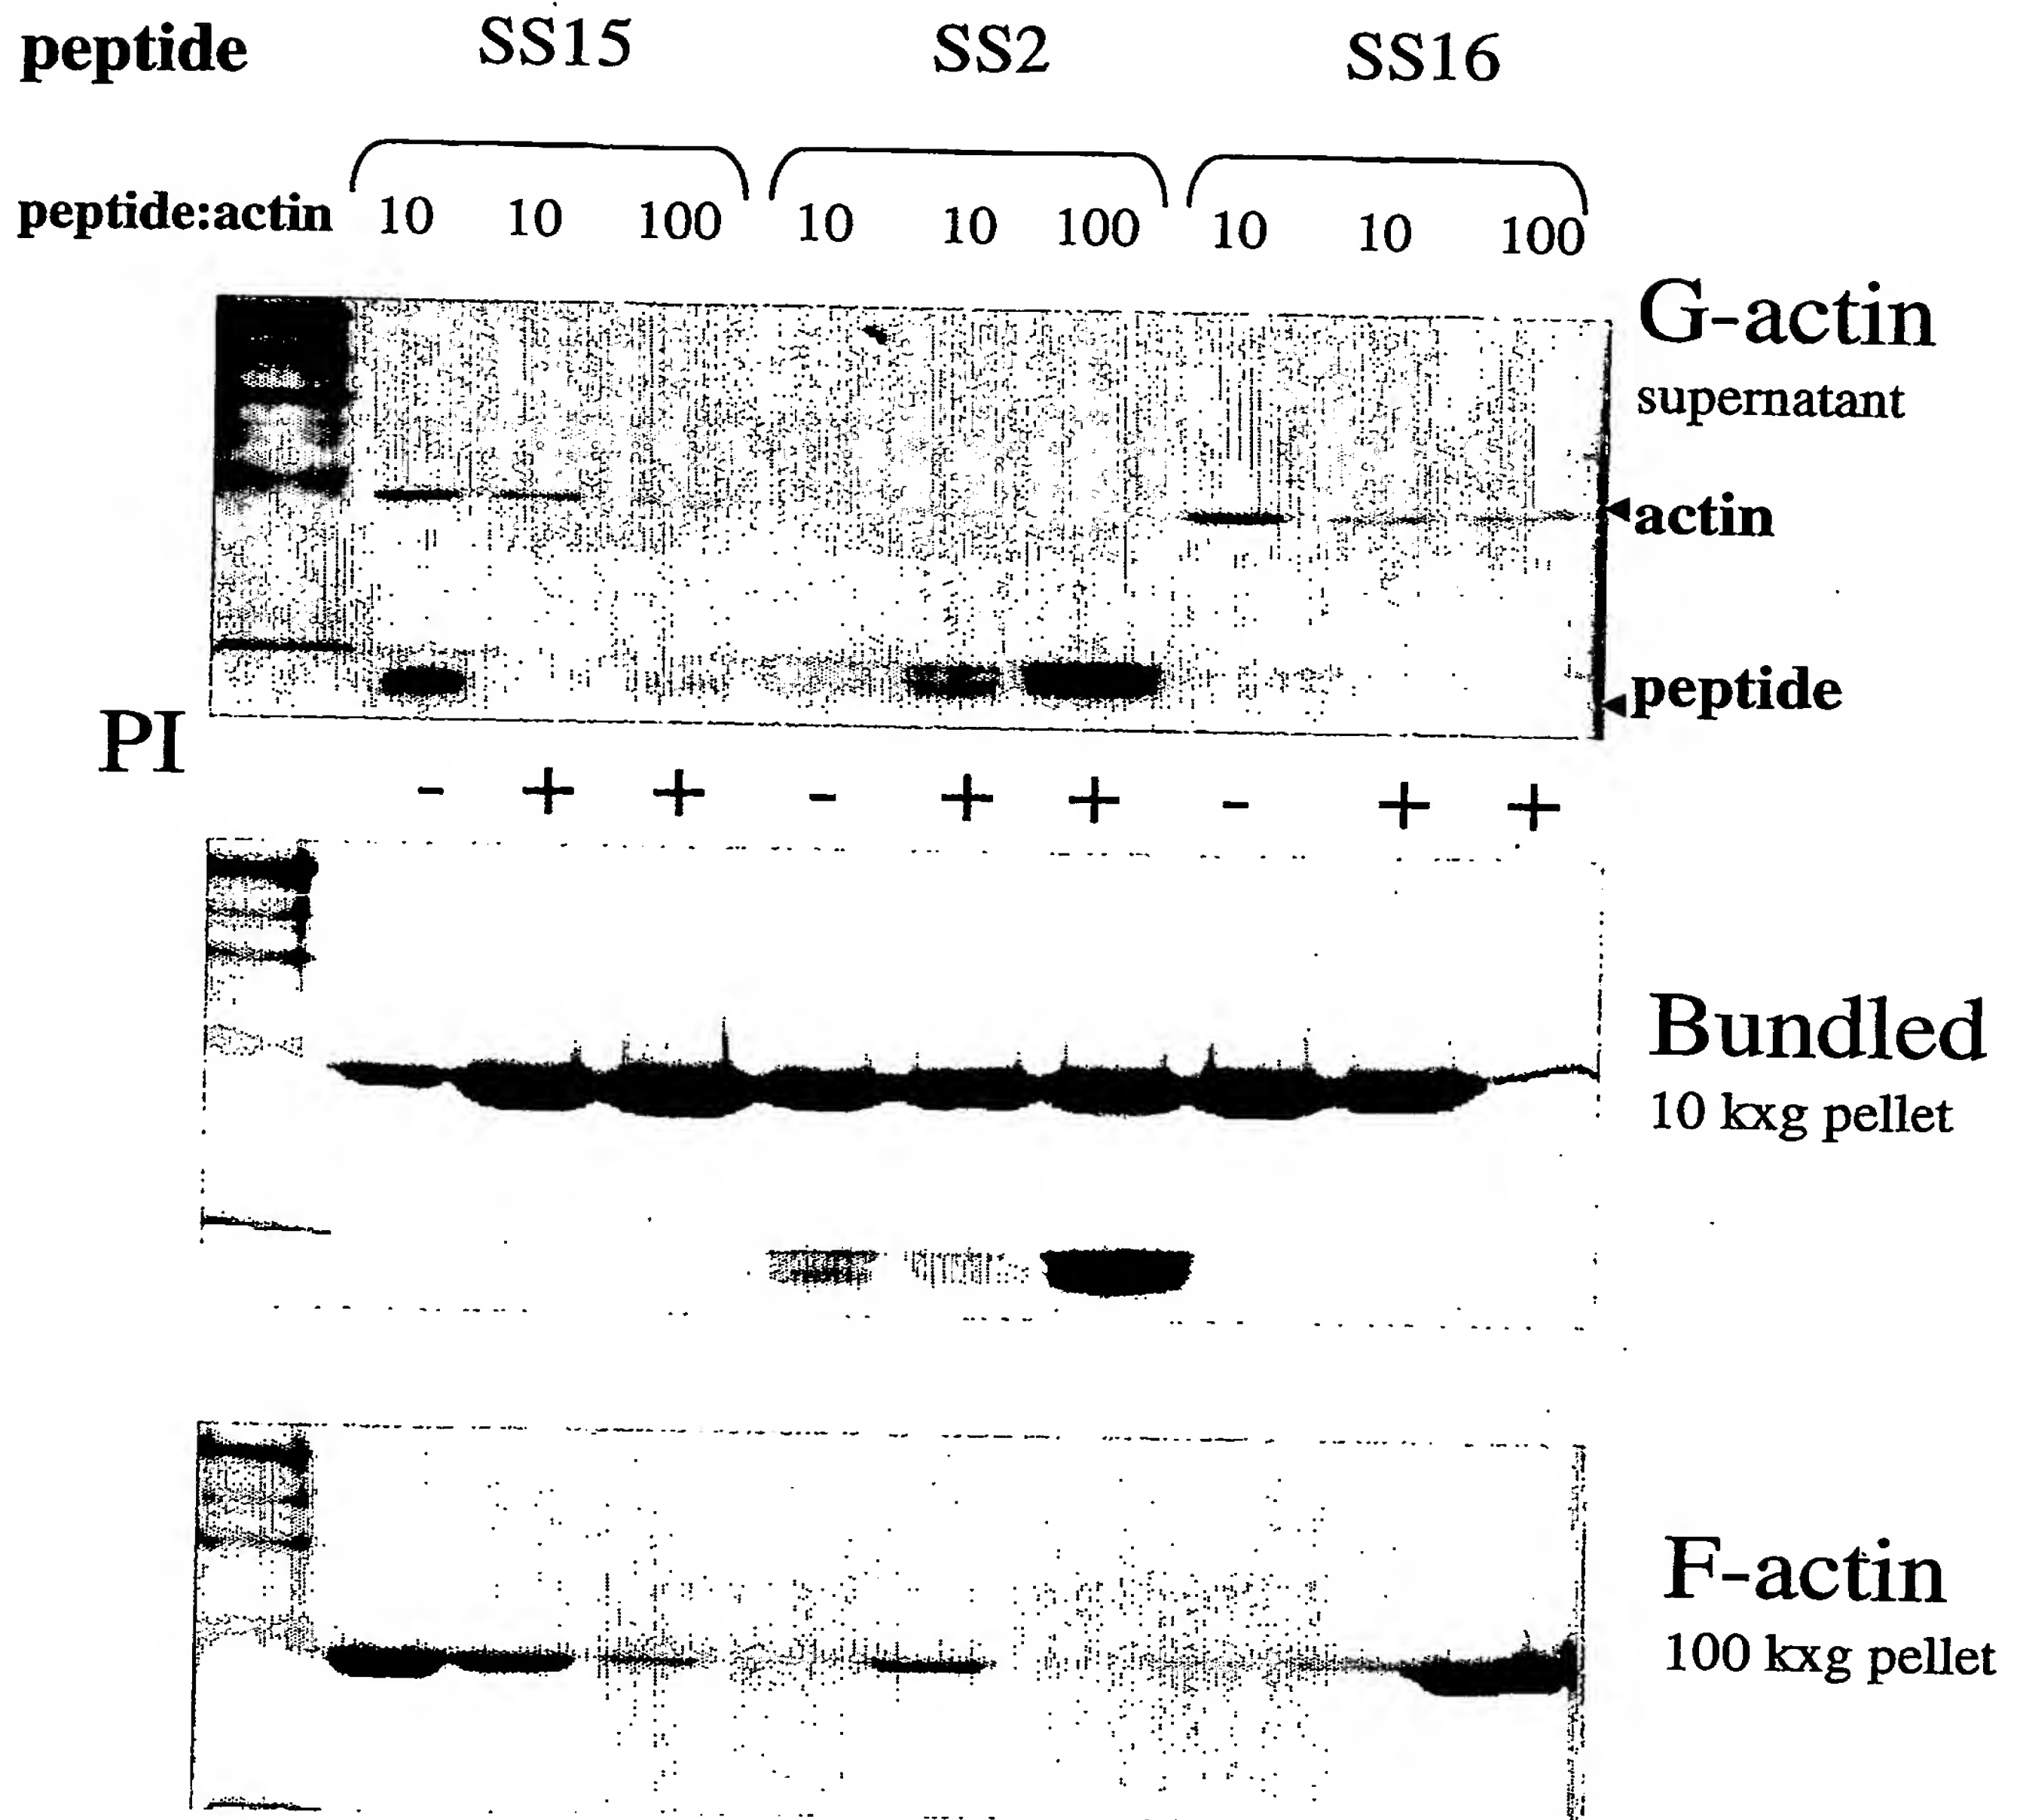 peptide SS15 SS2 SS16
peptide:actin 10 10 100 10 10 100 10 10 100
G-actin
supernatant
actin
peptide
PI - + + - + + - + +
Bundled
10 kxg pellet
F-actin
100 kxg pellet